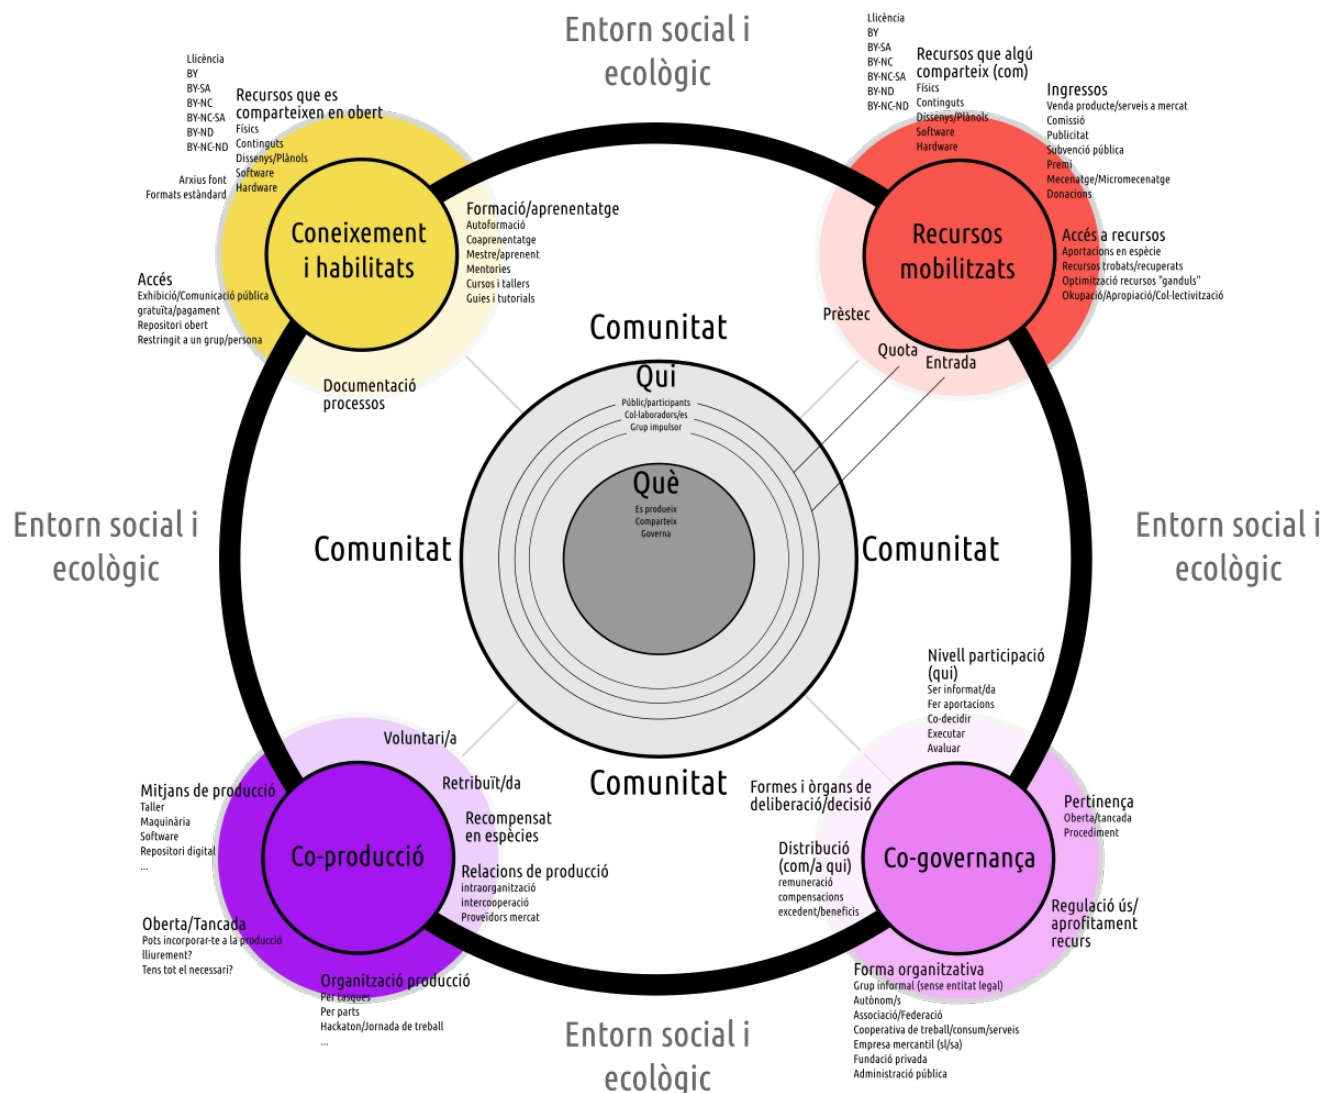 Entorn social i
ecològic
Llicència
BY
BY-SA
BY-NC
BY-NC-SA
BY-ND
BY-NC-ND
Recursos que es
comparteixen en obert
Físics
Continguts
Dissenys/Plànols
Software
Hardware
Arxius font
Formats estàndard
Coneixement
i habilitats
Formació/aprenentatge
Autoformació
Coaprenentatge
Mestre/aprenent
Mentories
Cursos i tallers
Guies i tutorials
Accés
Exhibició/Comunicació pública
gratuïta/pagament
Repositori obert
Restringit a un grup/persona
Documentació
processos
Llicència
BY
BY-SA
BY-NC
BY-NC-SA
BY-ND
BY-NC-ND
Recursos que algú
comparteix (com)
Físics
Continguts
Dissenys/Plànols
Software
Hardware
Ingressos
Venda producte/serveis a mercat
Comissió
Publicitat
Subvenció pública
Premi
Mecenatge/Micromecenatge
Donacions
Recursos
mobilitzats
Accés a recursos
Aportacions en espècie
Recursos trobats/recuperats
Optimització recursos "ganduls"
Okupació/Apropiació/Col·lectivització
Prèstec
Quota
Entrada
Comunitat
Qui
Públic/participants
Col·laboradors/es
Grup impulsor
Què
Es produeix
Comparteix
Governa
Entorn social i
ecològic
Comunitat
Comunitat
Entorn social i
ecològic
Comunitat
Voluntari/a
Retribuït/da
Recompensat
en espècies
Relacions de producció
intraorganització
intercooperació
Proveïdors mercat
Mitjans de producció
Taller
Maquinària
Software
Repositori digital
...
Co-producció
Oberta/Tancada
Pots incorporar-te a la producció
lliurement?
Tens tot el necessari?
Organització producció
Per tasques
Per parts
Hackaton/Jornada de treball
...
Nivell participació
(qui)
Ser informat/da
Fer aportacions
Co-decidir
Executar
Avaluar
Formes i òrgans de
deliberació/decisió
Distribució
(com/a qui)
remuneració
compensacions
excedent/beneficis
Co-governança
Pertinença
Oberta/tancada
Procediment
Regulació ús/
aprofitament
recurs
Forma organitzativa
Grup informal (sense entitat legal)
Autònom/s
Associació/Federació
Cooperativa de treball/consum/serveis
Empresa mercantil (sl/sa)
Fundació privada
Administració pública
Entorn social i
ecològic